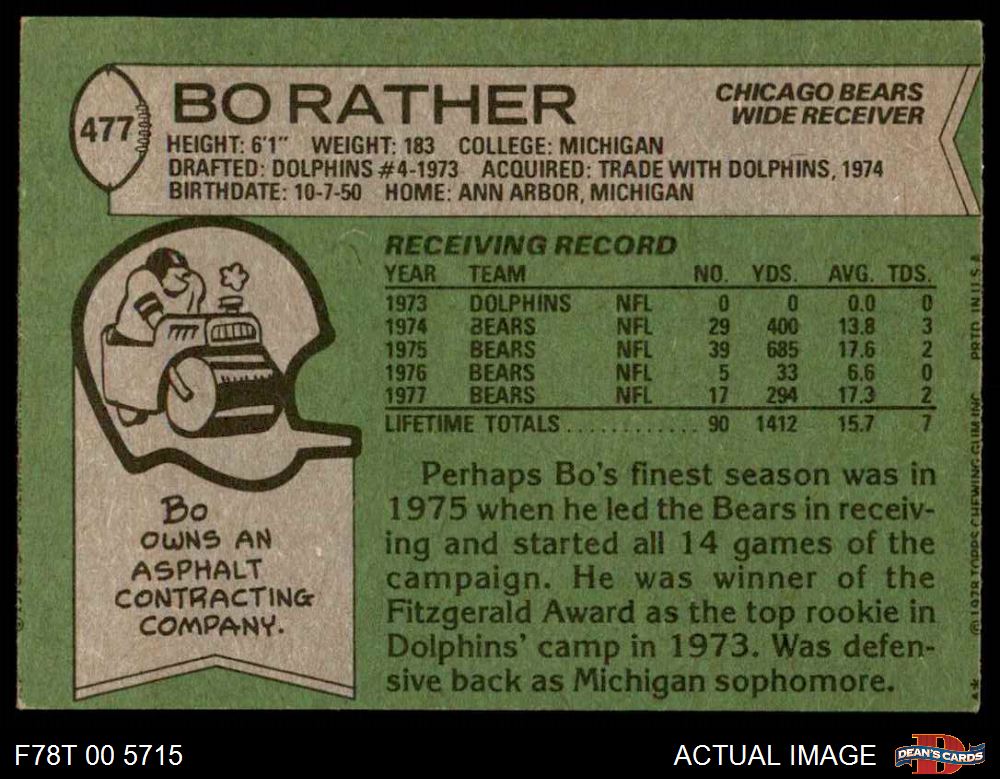 477
BO RATHER
CHICAGO BEARS
WIDE RECEIVER
HEIGHT: 6'1" WEIGHT: 183 COLLEGE: MICHIGAN
DRAFTED: DOLPHINS #4-1973 ACQUIRED: TRADE WITH DOLPHINS, 1974
BIRTHDATE: 10-7-50 HOME: ANN ARBOR, MICHIGAN
RECEIVING RECORD
YEAR TEAM NO. YDS. AVG. TDS.
1973 DOLPHINS NFL 0 0 0.0 0
1974 BEARS NFL 29 400 13.8 3
1975 BEARS NFL 39 685 17.6 2
1976 BEARS NFL 5 33 6.6 0
1977 BEARS NFL 17 294 17.3 2
LIFETIME TOTALS............ 90 1412 15.7 7
Perhaps Bo's finest season was in
1975 when he led the Bears in receiv-
ing and started all 14 games of the
campaign. He was winner of the
Fitzgerald Award as the top rookie in
Dolphins' camp in 1973. Was defen-
sive back as Michigan sophomore.
BO
OWNS AN
ASPHALT
CONTRACTING
COMPANY.
** ©1978 TOPPS CHEWING GUM INC. PRTD. IN U.S.A.
F78T 00 5715
ACTUAL IMAGE
D
DEAN'S CARDS